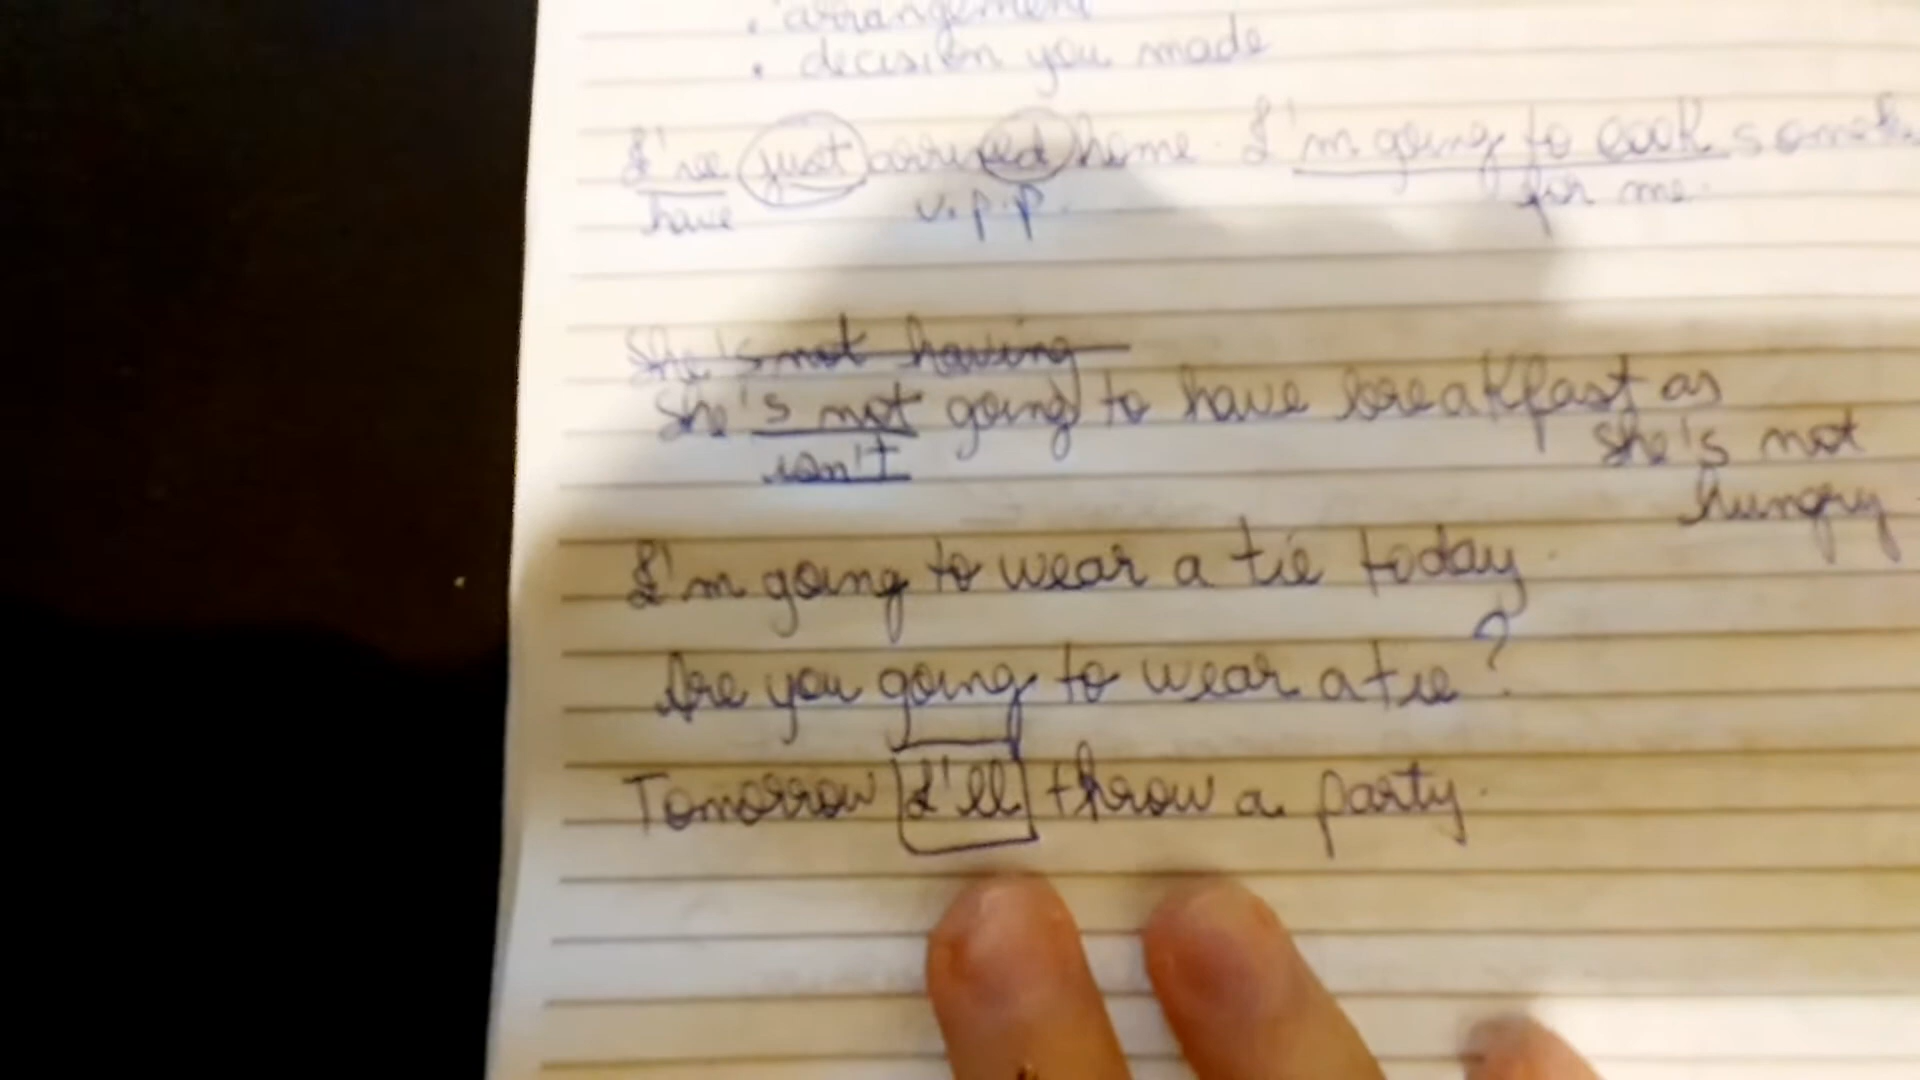 • arrangement
• decision you made
I've just arrived home. I'm going to cook
have v.p.p. for me.
She's not having
She's not going to have breakfast as
isn't she's not
hungry
I'm going to wear a tie today.
Are you going to wear a tie?
Tomorrow I'll throw a party.